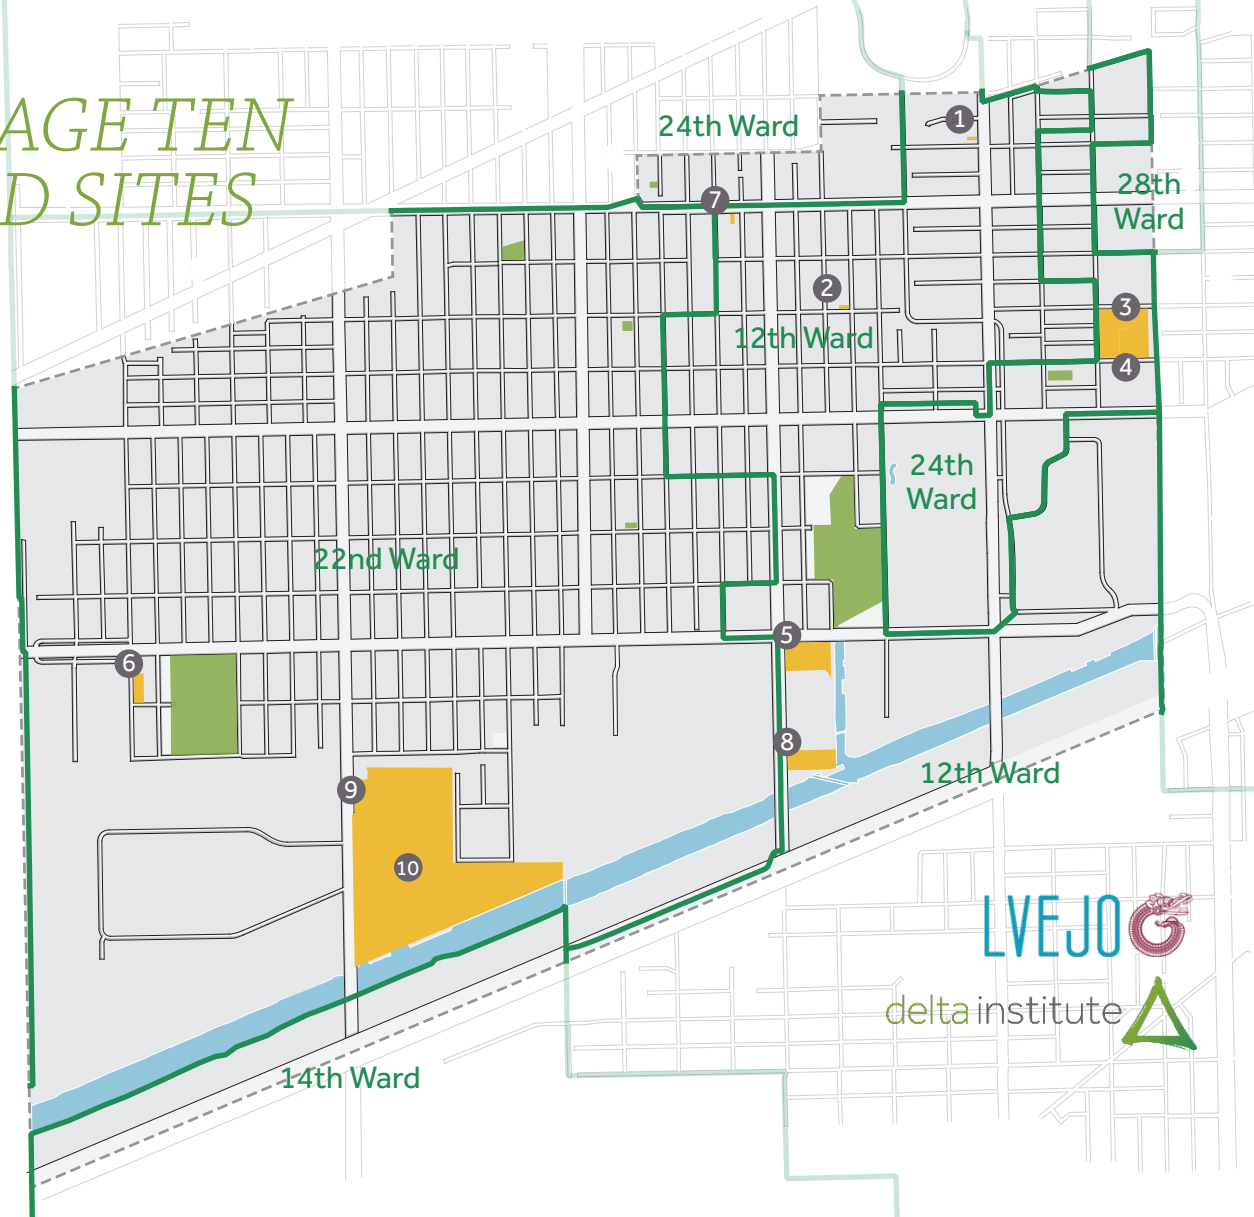 AGE TEN
D SITES
24th Ward
1
28th
Ward
7
2
12th Ward
3
4
24th
Ward
22nd Ward
5
6
8
12th Ward
9
10
LVEJO
delta institute
14th Ward